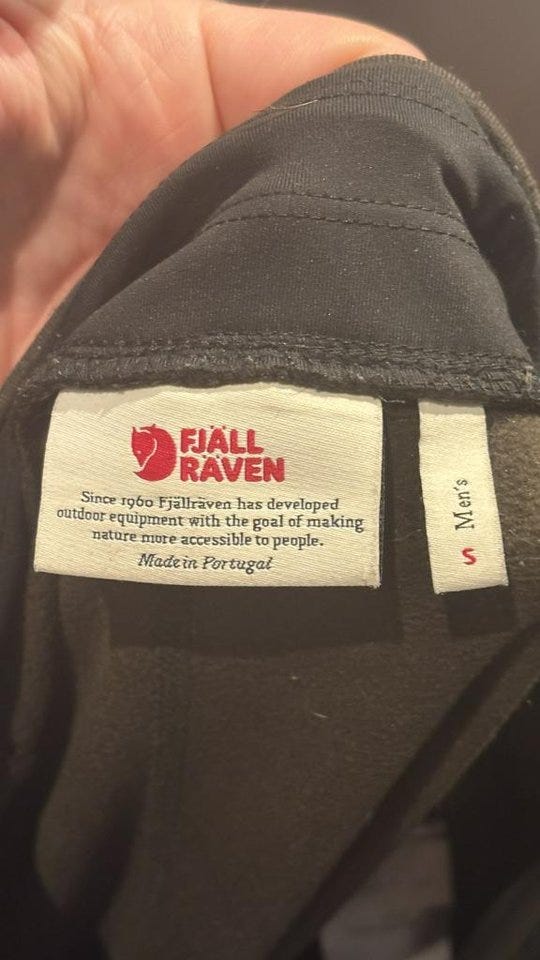 FJÄLL
RÄVEN
Since 1960 Fjällräven has developed
outdoor equipment with the goal of making
nature more accessible to people.
Made in Portugal
Men's
S